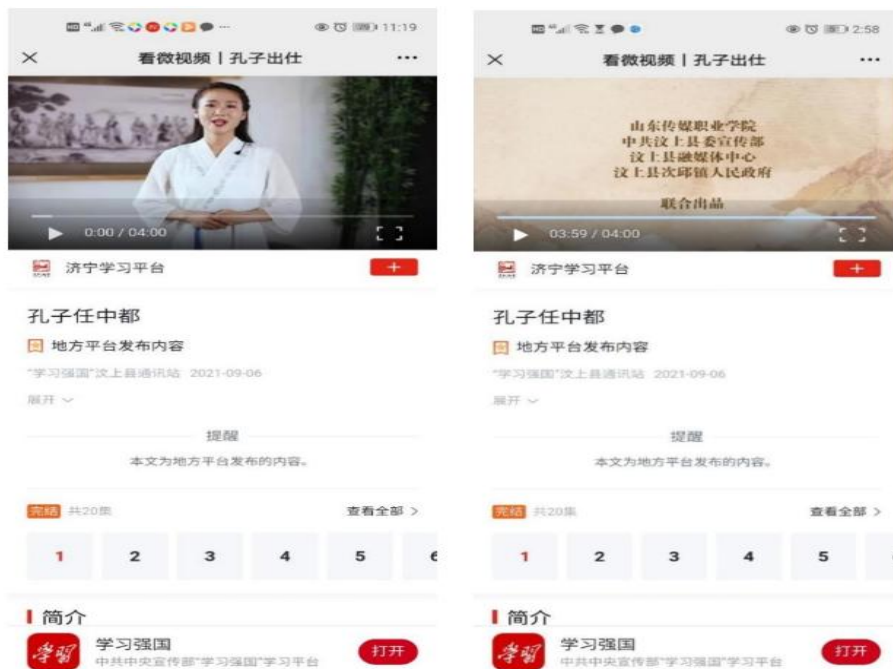 HD 4G 11:19
看微视频丨孔子出仕
0:00 / 04:00
济宁学习平台
+
孔子任中都
地方平台发布内容
"学习强国"汶上县通讯站 2021-09-06
展开
提醒
本文为地方平台发布的内容。
完结 共20集 查看全部 >
1 2 3 4 5 6
简介
学习
学习强国
中共中央宣传部"学习强国"学习平台
打开
HD 4G 2:58
看微视频丨孔子出仕
山东传媒职业学院
中共汶上县委宣传部
汶上县融媒体中心
汶上县次邱镇人民政府
联合出品
03:59 / 04:00
济宁学习平台
+
孔子任中都
地方平台发布内容
"学习强国"汶上县通讯站 2021-09-06
展开
提醒
本文为地方平台发布的内容。
完结 共20集 查看全部 >
1 2 3 4 5
简介
学習
学习强国
中共中央宣传部"学习强国"学习平台
打开